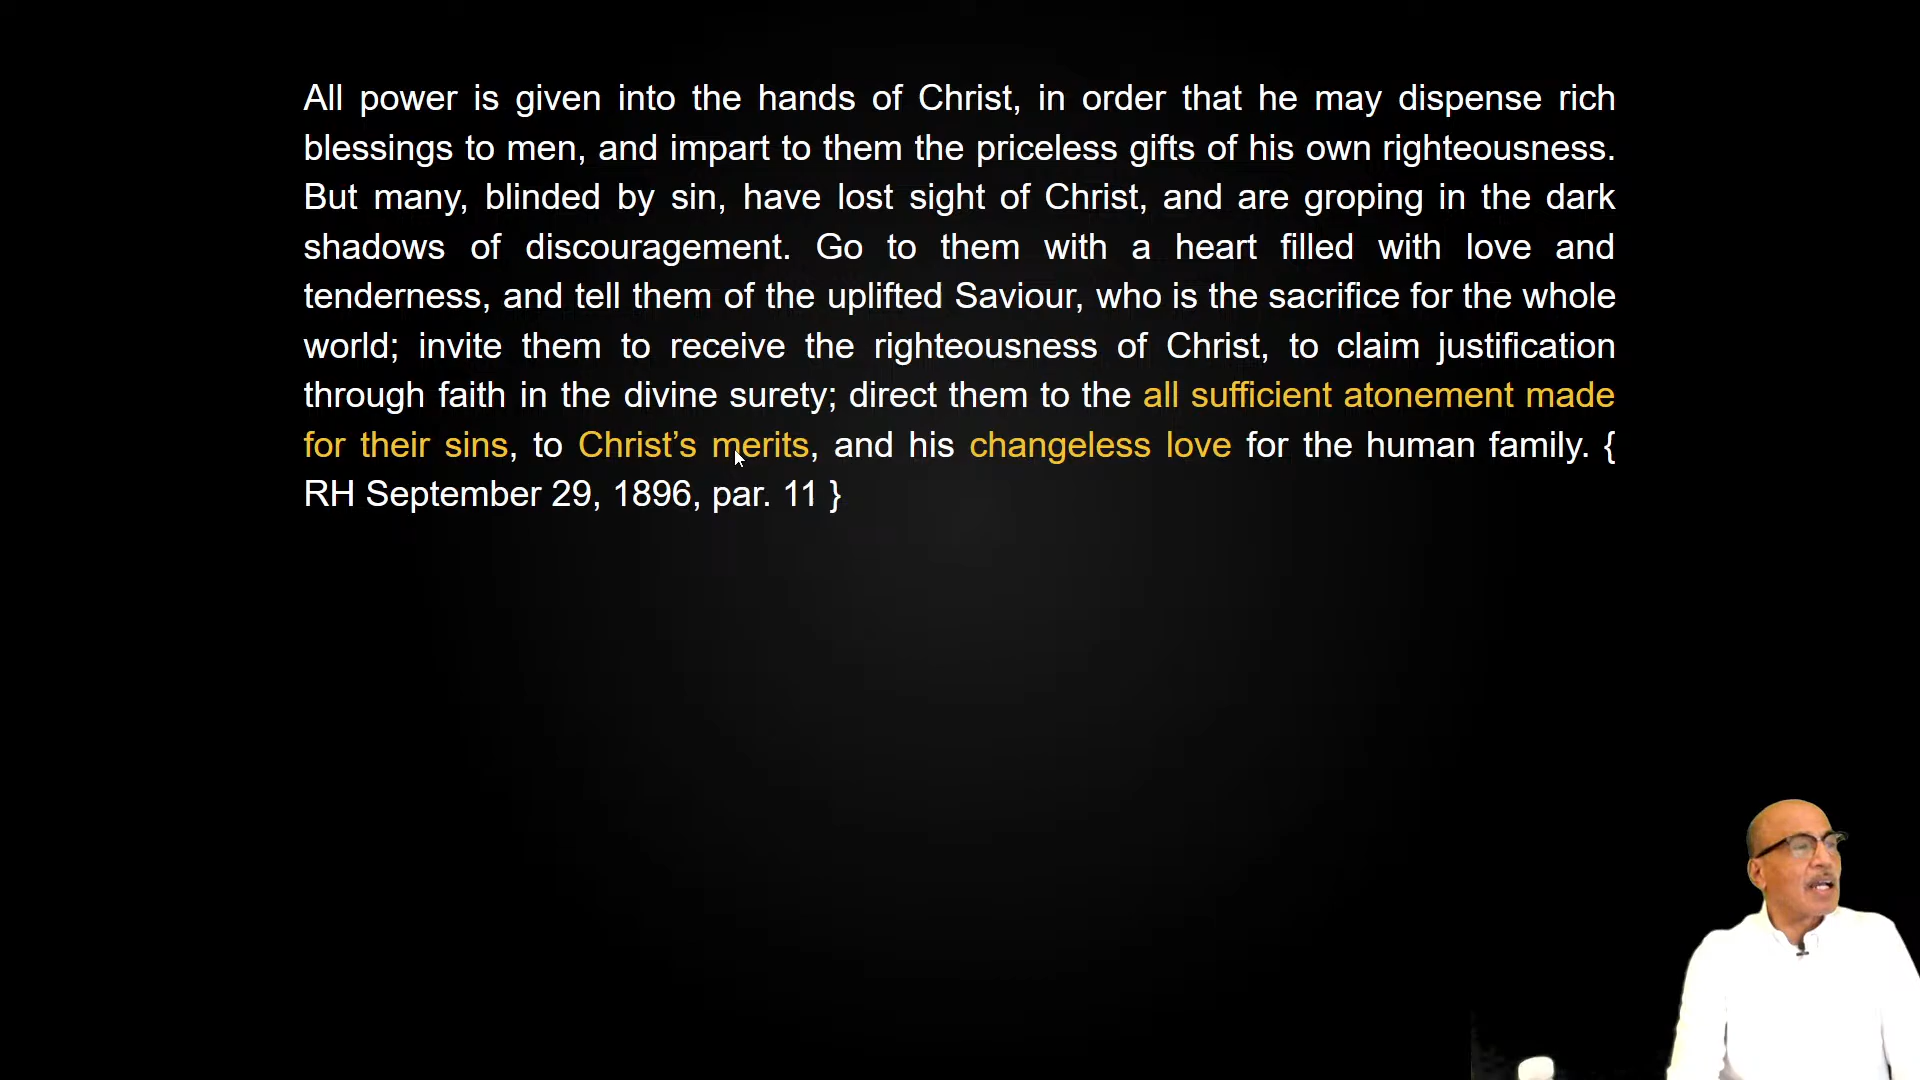 All power is given into the hands of Christ, in order that he may dispense rich
blessings to men, and impart to them the priceless gifts of his own righteousness.
But many, blinded by sin, have lost sight of Christ, and are groping in the dark
shadows of discouragement. Go to them with a heart filled with love and
tenderness, and tell them of the uplifted Saviour, who is the sacrifice for the whole
world; invite them to receive the righteousness of Christ, to claim justification
through faith in the divine surety; direct them to the all sufficient atonement made
for their sins, to Christ’s merits, and his changeless love for the human family. {
RH September 29, 1896, par. 11 }